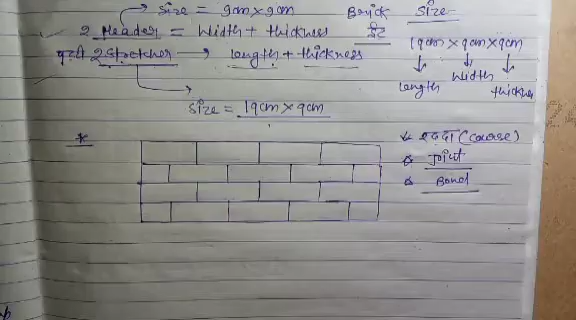 Size = 9cm×9cm
Brick Size
2 Header = Width + thickness
ईंट
19cm × 9cm × 9cm
2 Stretcher → length + thickness
length
Width
thickness
Size = 19cm × 9cm
*
रद्दा (Course)
Joint
Bond